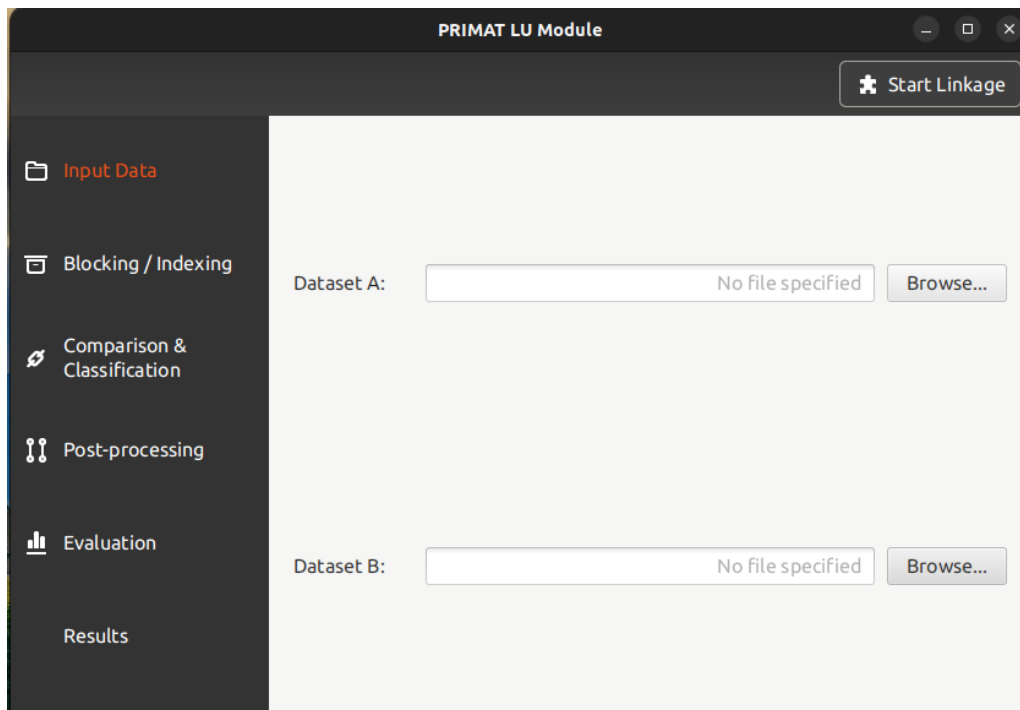 PRIMAT LU Module
Start Linkage
Input Data
Blocking / Indexing
Comparison &
Classification
Post-processing
Evaluation
Results
Dataset A:
No file specified
Browse...
Dataset B:
No file specified
Browse...